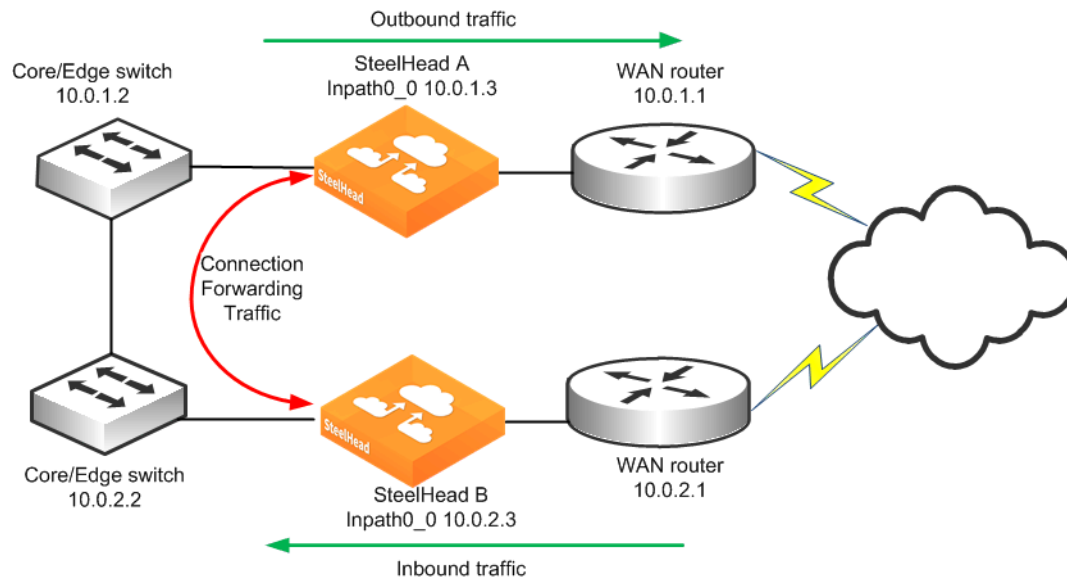 Outbound traffic
Core/Edge switch
10.0.1.2
SteelHead A
Inpath0_0 10.0.1.3
WAN router
10.0.1.1
SteelHead
Connection
Forwarding
Traffic
SteelHead
Core/Edge switch
10.0.2.2
SteelHead B
Inpath0_0 10.0.2.3
WAN router
10.0.2.1
Inbound traffic